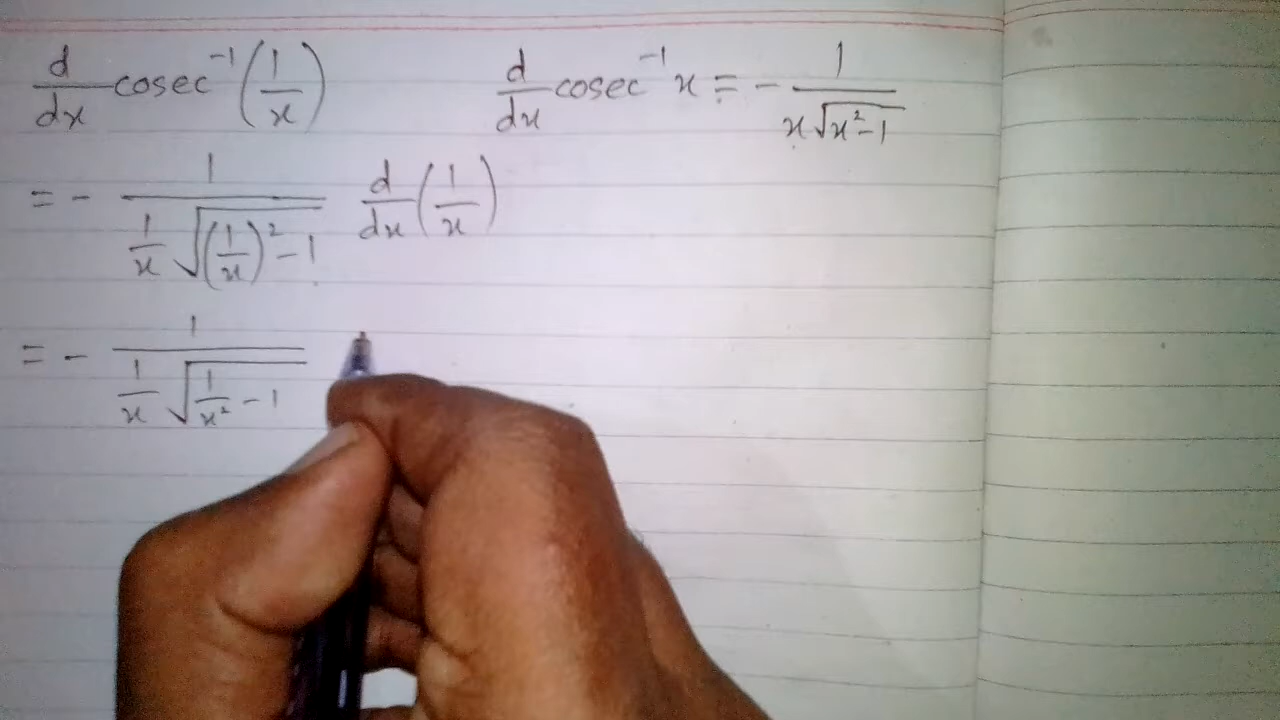 d/dx cosec⁻¹(1/x)    d/dx cosec⁻¹ x = - 1/(x√(x²-1))
= - 1/((1/x)√((1/x)²-1)) d/dx (1/x)
= - 1/((1/x)√(1/x²-1))